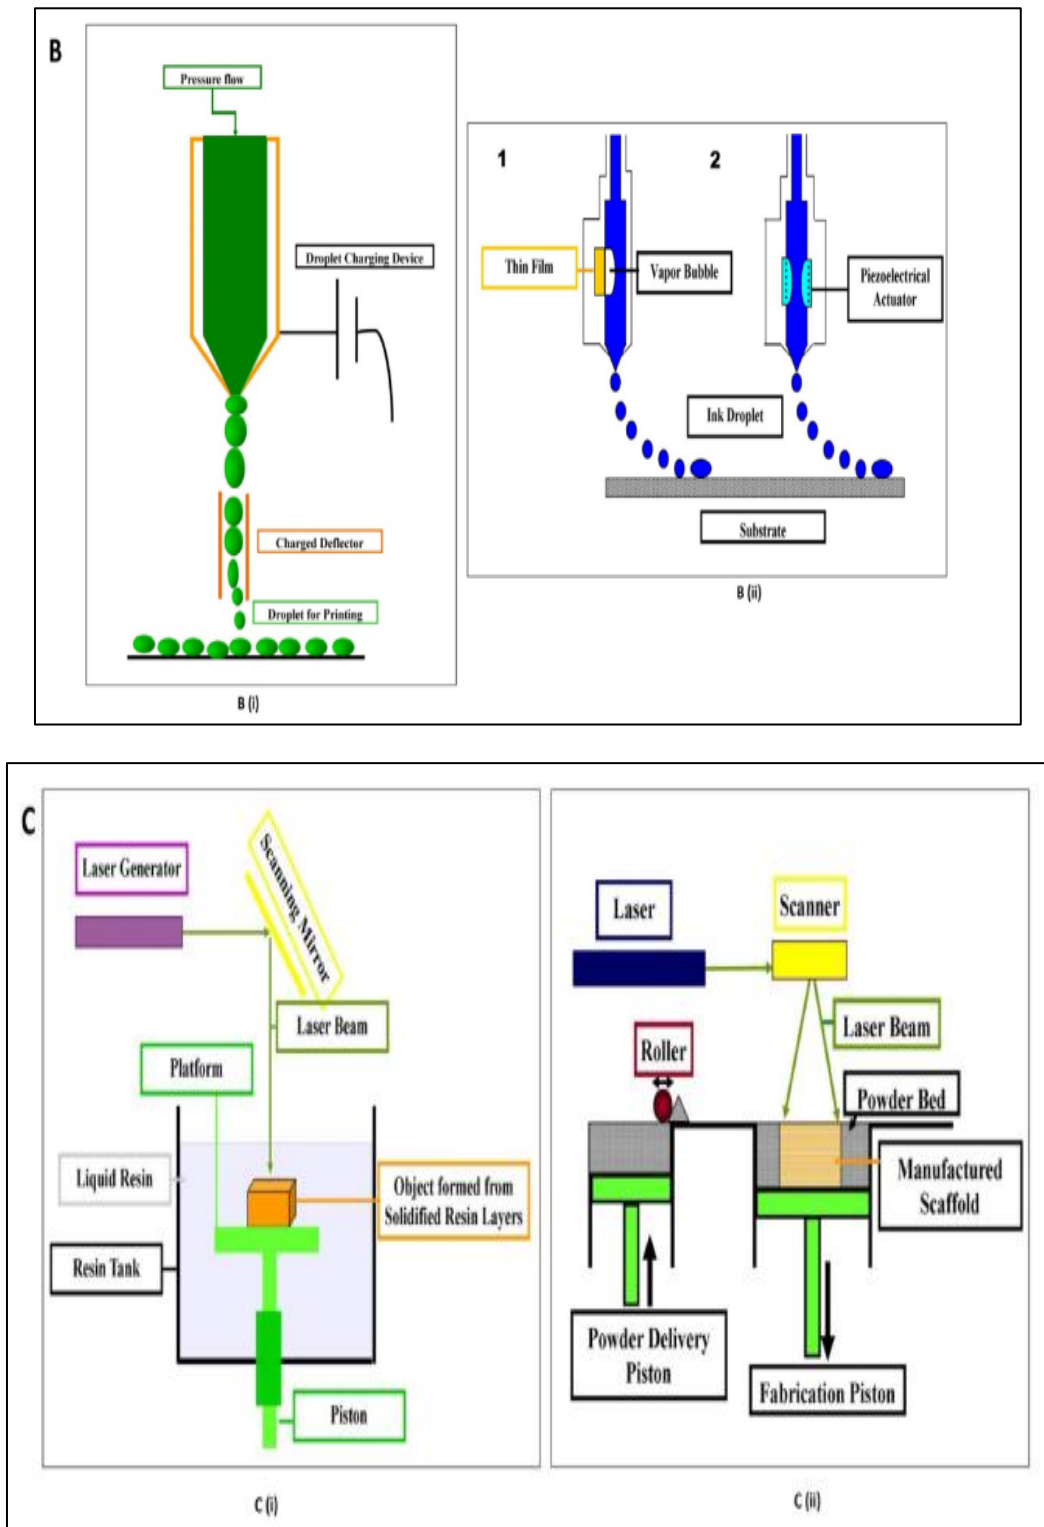 B
Pressure flow
Droplet Charging Device
Charged Deflector
Droplet for Printing
B (i)
1
2
Thin Film
Vapor Bubble
Piezoelectrical
Actuator
Ink Droplet
Substrate
B (ii)
C
Laser Generator
Scanning Mirror
Laser Beam
Platform
Liquid Resin
Object formed from
Solidified Resin Layers
Resin Tank
Piston
C (i)
Laser
Scanner
Laser Beam
Roller
Powder Bed
Manufactured
Scaffold
Powder Delivery
Piston
Fabrication Piston
C (ii)